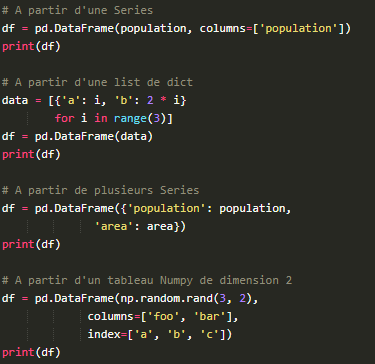 # A partir d'une Series
df = pd.DataFrame(population, columns=['population'])
print(df)
# A partir d'une list de dict
data = [{'a': i, 'b': 2 * i}
for i in range(3)]
df = pd.DataFrame(data)
print(df)
# A partir de plusieurs Series
df = pd.DataFrame({'population': population,
'area': area})
print(df)
# A partir d'un tableau Numpy de dimension 2
df = pd.DataFrame(np.random.rand(3, 2),
columns=['foo', 'bar'],
index=['a', 'b', 'c'])
print(df)